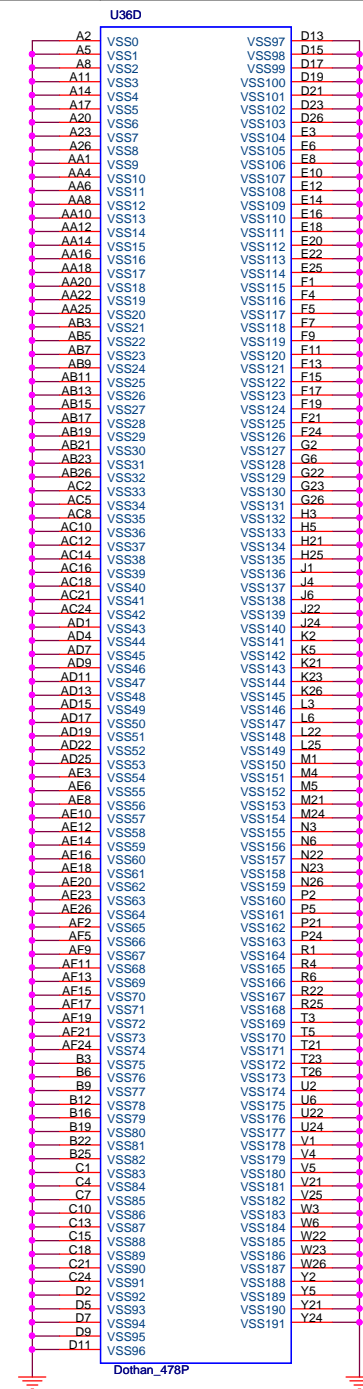 U36D
A2 VSS0 VSS97 D13
A5 VSS1 VSS98 D15
A8 VSS2 VSS99 D17
A11 VSS3 VSS100 D19
A14 VSS4 VSS101 D21
A17 VSS5 VSS102 D23
A20 VSS6 VSS103 D26
A23 VSS7 VSS104 E3
A26 VSS8 VSS105 E6
AA1 VSS9 VSS106 E8
AA4 VSS10 VSS107 E10
AA6 VSS11 VSS108 E12
AA8 VSS12 VSS109 E14
AA10 VSS13 VSS110 E16
AA12 VSS14 VSS111 E18
AA14 VSS15 VSS112 E20
AA16 VSS16 VSS113 E22
AA18 VSS17 VSS114 E25
AA20 VSS18 VSS115 F1
AA22 VSS19 VSS116 F4
AA25 VSS20 VSS117 F5
AB3 VSS21 VSS118 F7
AB5 VSS22 VSS119 F9
AB7 VSS23 VSS120 F11
AB9 VSS24 VSS121 F13
AB11 VSS25 VSS122 F15
AB13 VSS26 VSS123 F17
AB15 VSS27 VSS124 F19
AB17 VSS28 VSS125 F21
AB19 VSS29 VSS126 F24
AB21 VSS30 VSS127 G2
AB23 VSS31 VSS128 G6
AB26 VSS32 VSS129 G22
AC2 VSS33 VSS130 G23
AC5 VSS34 VSS131 G26
AC8 VSS35 VSS132 H3
AC10 VSS36 VSS133 H5
AC12 VSS37 VSS134 H21
AC14 VSS38 VSS135 H25
AC16 VSS39 VSS136 J1
AC18 VSS40 VSS137 J4
AC21 VSS41 VSS138 J6
AC24 VSS42 VSS139 J22
AD1 VSS43 VSS140 J24
AD4 VSS44 VSS141 K2
AD7 VSS45 VSS142 K5
AD9 VSS46 VSS143 K21
AD11 VSS47 VSS144 K23
AD13 VSS48 VSS145 K26
AD15 VSS49 VSS146 L3
AD17 VSS50 VSS147 L6
AD19 VSS51 VSS148 L22
AD22 VSS52 VSS149 L25
AD25 VSS53 VSS150 M1
AE3 VSS54 VSS151 M4
AE6 VSS55 VSS152 M5
AE8 VSS56 VSS153 M21
AE10 VSS57 VSS154 M24
AE12 VSS58 VSS155 N3
AE14 VSS59 VSS156 N6
AE16 VSS60 VSS157 N22
AE18 VSS61 VSS158 N23
AE20 VSS62 VSS159 N26
AE23 VSS63 VSS160 P2
AE26 VSS64 VSS161 P5
AF2 VSS65 VSS162 P21
AF5 VSS66 VSS163 P24
AF9 VSS67 VSS164 R1
AF11 VSS68 VSS165 R4
AF13 VSS69 VSS166 R6
AF15 VSS70 VSS167 R22
AF17 VSS71 VSS168 R25
AF19 VSS72 VSS169 T3
AF21 VSS73 VSS170 T5
AF24 VSS74 VSS171 T21
B3 VSS75 VSS172 T23
B6 VSS76 VSS173 T26
B9 VSS77 VSS174 U2
B12 VSS78 VSS175 U6
B16 VSS79 VSS176 U22
B19 VSS80 VSS177 U24
B22 VSS81 VSS178 V1
B25 VSS82 VSS179 V4
C1 VSS83 VSS180 V5
C4 VSS84 VSS181 V21
C7 VSS85 VSS182 V25
C10 VSS86 VSS183 W3
C13 VSS87 VSS184 W6
C15 VSS88 VSS185 W22
C18 VSS89 VSS186 W23
C21 VSS90 VSS187 W26
C24 VSS91 VSS188 Y2
D2 VSS92 VSS189 Y5
D5 VSS93 VSS190 Y21
D7 VSS94 VSS191 Y24
D9 VSS95
D11 VSS96
Dothan_478P